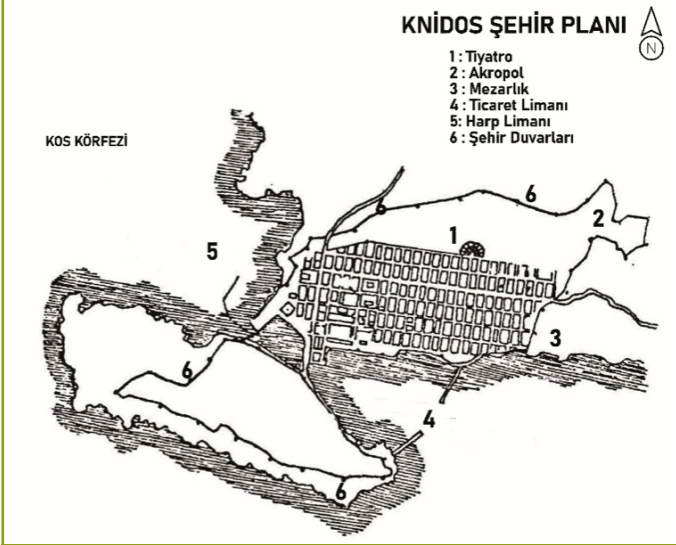 KNİDOS ŞEHİR PLANI
N
1 : Tiyatro
2 : Akropol
3 : Mezarlık
4 : Ticaret Limanı
5: Harp Limanı
6 : Şehir Duvarları
KOS KÖRFEZİ
6
6
2
1
5
3
6
4
6